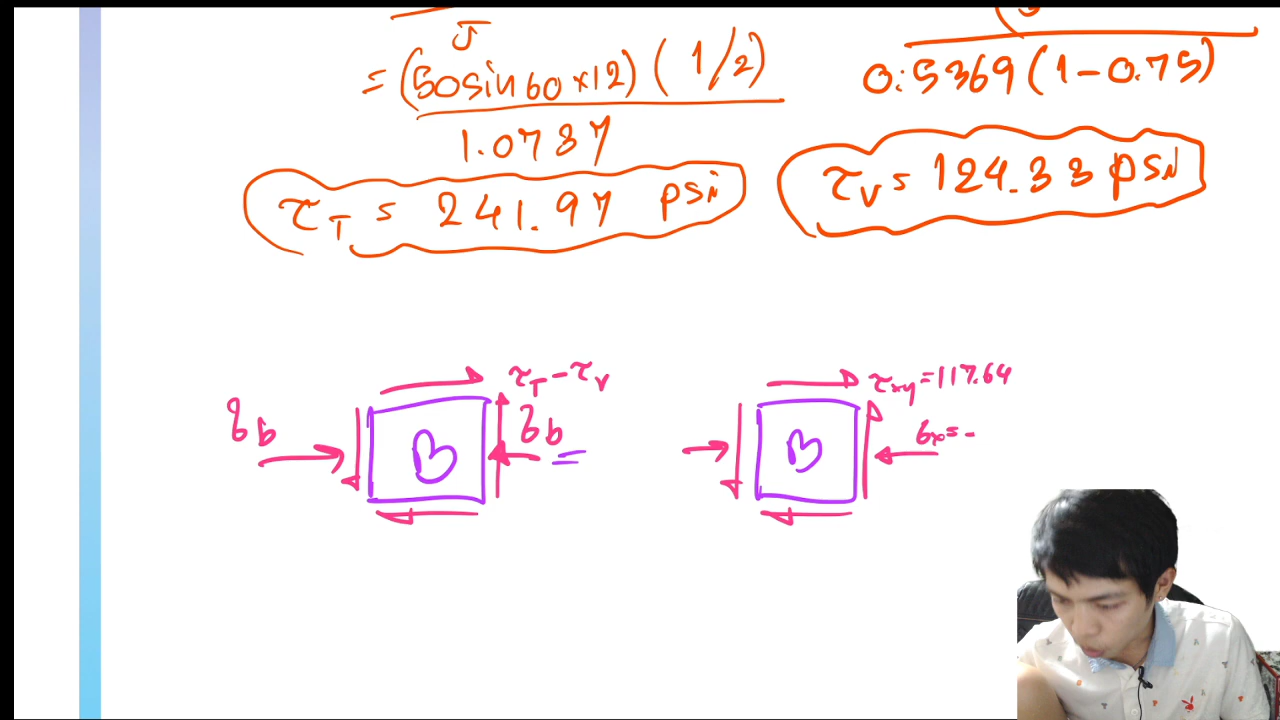 J
= (50sin60×12)(1/2)
1.0787
τT = 241.97 psi
0.5369(1-0.75)
τV = 124.33 psi
τT - τV
σb
σb
B
τxy = 117.64
σx = -
B